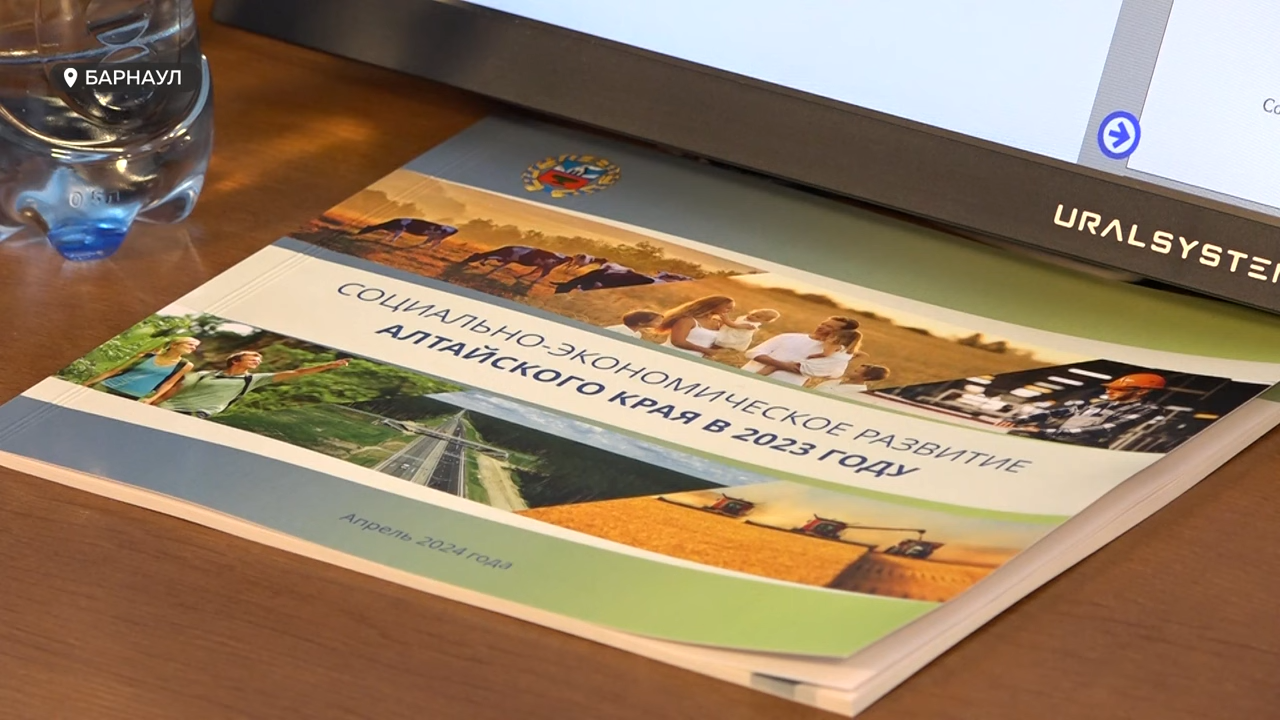 БАРНАУЛ
0,5л
URALSYSTEM
СОЦИАЛЬНО-ЭКОНОМИЧЕСКОЕ РАЗВИТИЕ
АЛТАЙСКОГО КРАЯ В 2023 ГОДУ
Апрель 2024 года